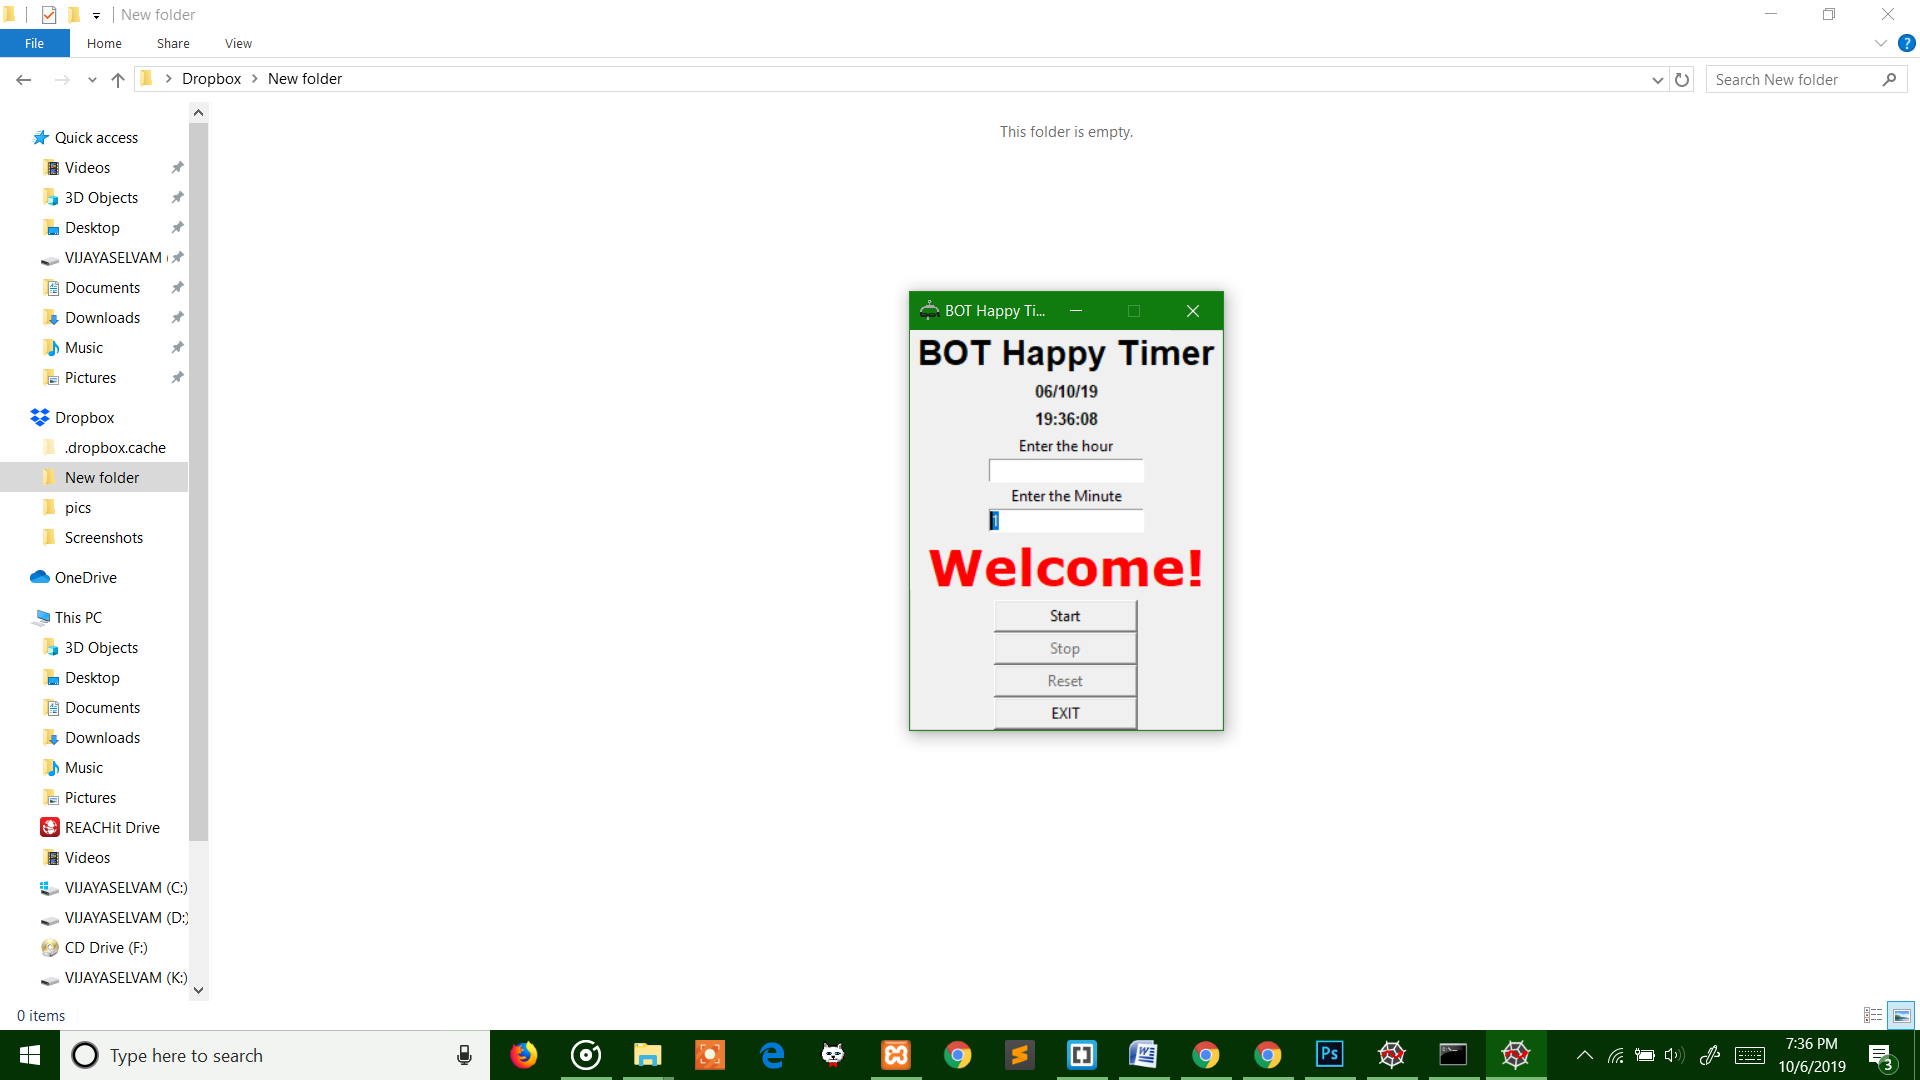 New folder
File Home Share View
Dropbox New folder
Search New folder
This folder is empty.
Quick access
Videos
3D Objects
Desktop
VIJAYASELVAM (
Documents
Downloads
Music
Pictures
Dropbox
.dropbox.cache
New folder
pics
Screenshots
OneDrive
This PC
3D Objects
Desktop
Documents
Downloads
Music
Pictures
REACHit Drive
Videos
VIJAYASELVAM (C:)
VIJAYASELVAM (D:)
CD Drive (F:)
VIJAYASELVAM (K:)
0 items
BOT Happy Ti...
BOT Happy Timer
06/10/19
19:36:08
Enter the hour
Enter the Minute
1
Welcome!
Start
Stop
Reset
EXIT
Type here to search
Ps
7:36 PM
10/6/2019
3